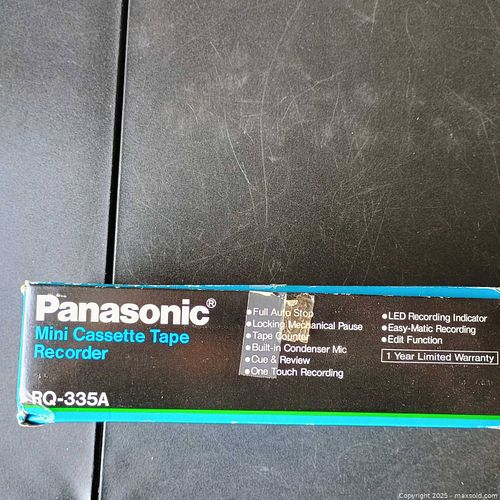 Panasonic®
Mini Cassette Tape
Recorder
RQ-335A
•Full Auto Stop
•Locking Mechanical Pause
•Tape Counter
•Built-in Condenser Mic
•Cue & Review
•One Touch Recording
•LED Recording Indicator
•Easy-Matic Recording
•Edit Function
1 Year Limited Warranty
Copyright 2025 - maxsold.com